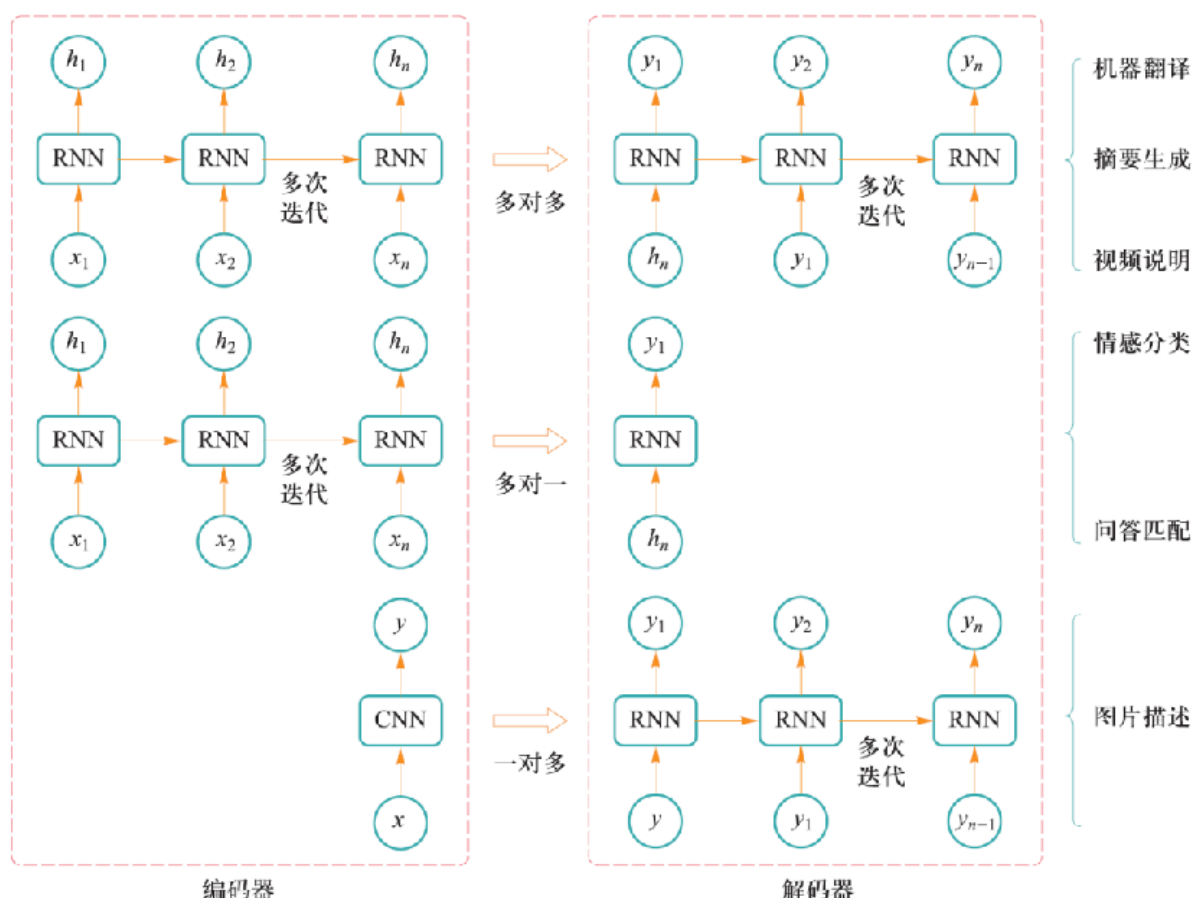 h₁ h₂ hₙ y₁ y₂ yₙ 机器翻译
RNN RNN RNN RNN RNN RNN 摘要生成
多次
迭代
多对多
多次
迭代
x₁ x₂ xₙ hₙ y₁ yₙ₋₁ 视频说明
h₁ h₂ hₙ y₁ 情感分类
RNN RNN RNN RNN
多次
迭代
多对一
x₁ x₂ xₙ hₙ 问答匹配
y y₁ y₂ yₙ
CNN RNN RNN RNN 图片描述
一对多
多次
迭代
x y y₁ yₙ₋₁
编码器 解码器